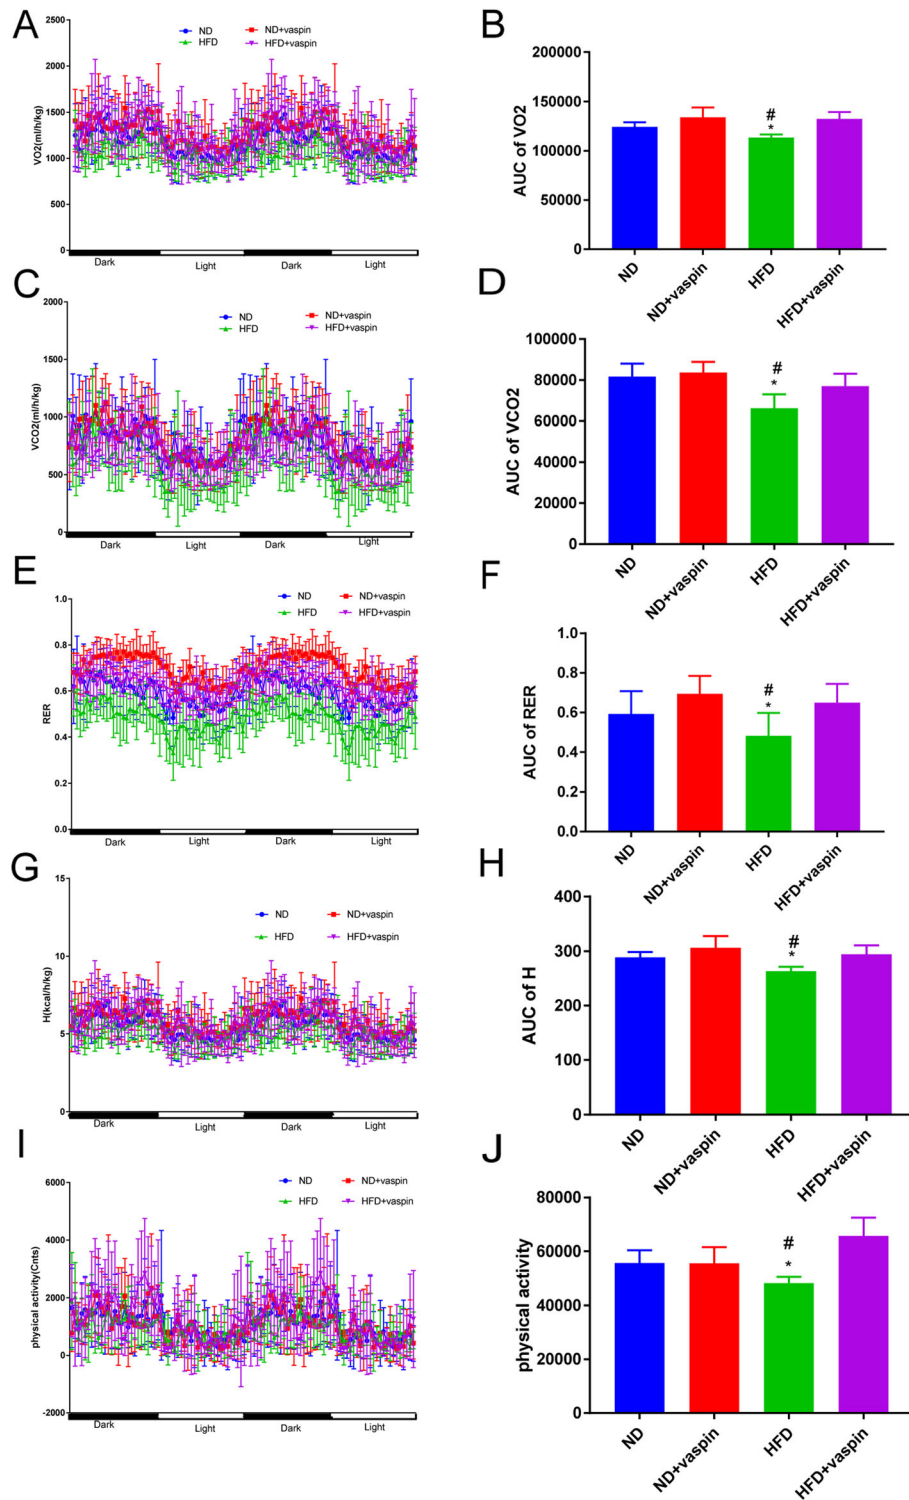 A
2500
2000
1500
1000
500
0
VO2(ml/h/kg)
ND
ND+vaspin
HFD
HFD+vaspin
Dark
Light
Dark
Light
B
200000
150000
100000
50000
0
AUC of VO2
#
*
ND
ND+vaspin
HFD
HFD+vaspin
C
2000
1500
1000
500
0
VCO2(ml/h/kg)
ND
ND+vaspin
HFD
HFD+vaspin
Dark
Light
Dark
Light
D
100000
80000
60000
40000
20000
0
AUC of VCO2
#
*
ND
ND+vaspin
HFD
HFD+vaspin
E
1.0
0.8
0.6
0.4
0.2
0.0
RER
ND
ND+vaspin
HFD
HFD+vaspin
Dark
Light
Dark
Light
F
1.0
0.8
0.6
0.4
0.2
0.0
AUC of RER
#
*
ND
ND+vaspin
HFD
HFD+vaspin
G
15
10
5
0
H(kcal/h/kg)
ND
ND+vaspin
HFD
HFD+vaspin
Dark
Light
Dark
Light
H
400
300
200
100
0
AUC of H
#
*
ND
ND+vaspin
HFD
HFD+vaspin
I
6000
4000
2000
0
-2000
physical activity(Cnts)
ND
ND+vaspin
HFD
HFD+vaspin
Dark
Light
Dark
Light
J
80000
60000
40000
20000
0
physical activity
#
*
ND
ND+vaspin
HFD
HFD+vaspin